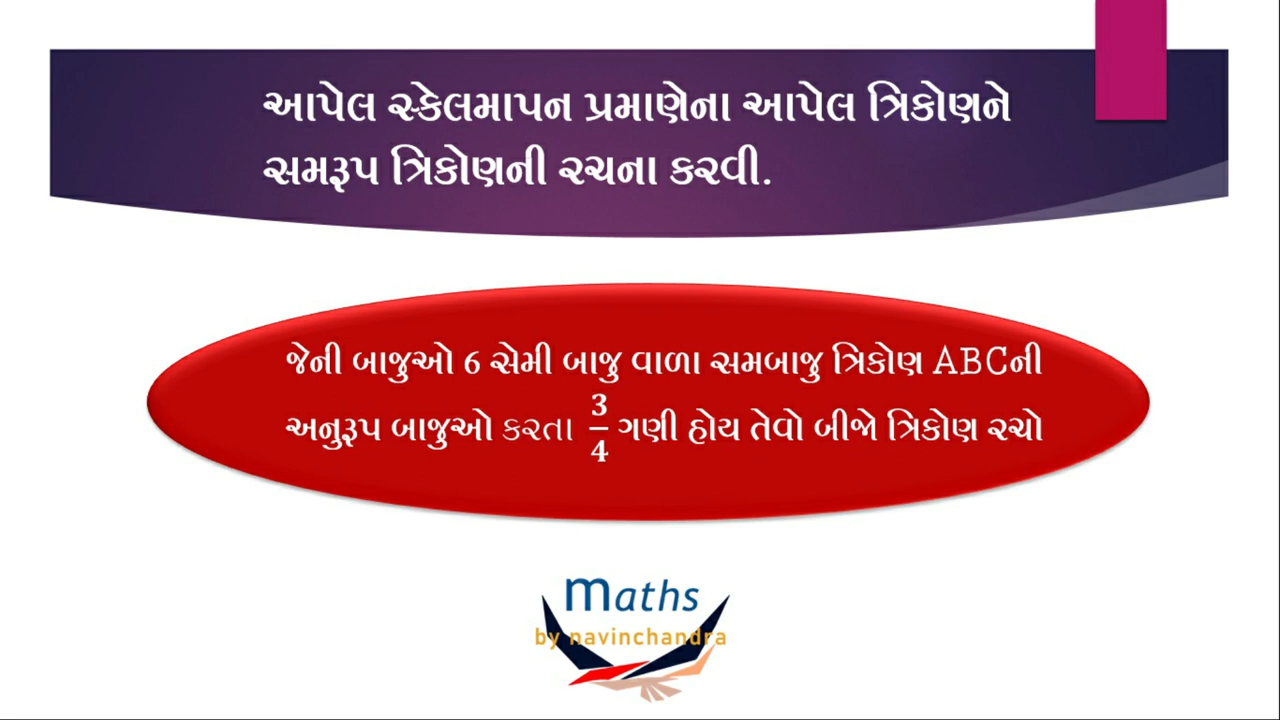 આપેલ સ્કેલમાપન પ્રમાણેના આપેલ ત્રિકોણને
સમરૂપ ત્રિકોણની રચના કરવી.
જેની બાજુઓ 6 સેમી બાજુ વાળા સમબાજુ ત્રિકોણ ABCની
અનુરૂપ બાજુઓ કરતા 3/4 ગણી હોય તેવો બીજો ત્રિકોણ રચો
maths
by navinchandra